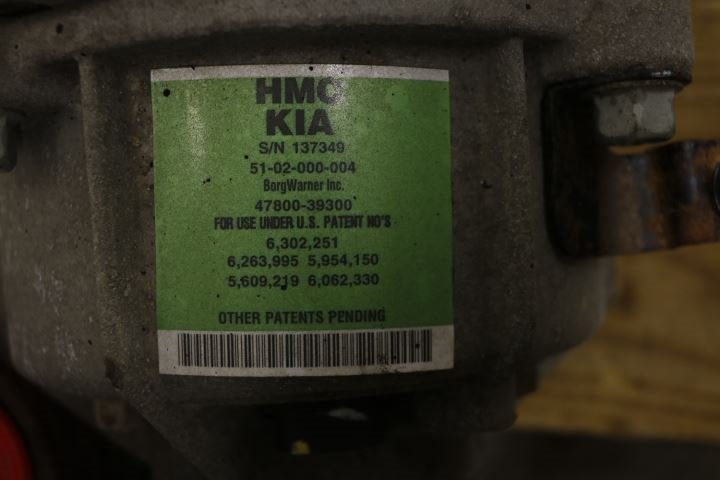 HMC
KIA
S/N 137349
51-02-000-004
BorgWarner Inc.
47800-39300
FOR USE UNDER U.S. PATENT NO'S
6,302,251
6,263,995 5,954,150
5,609,219 6,062,330
OTHER PATENTS PENDING